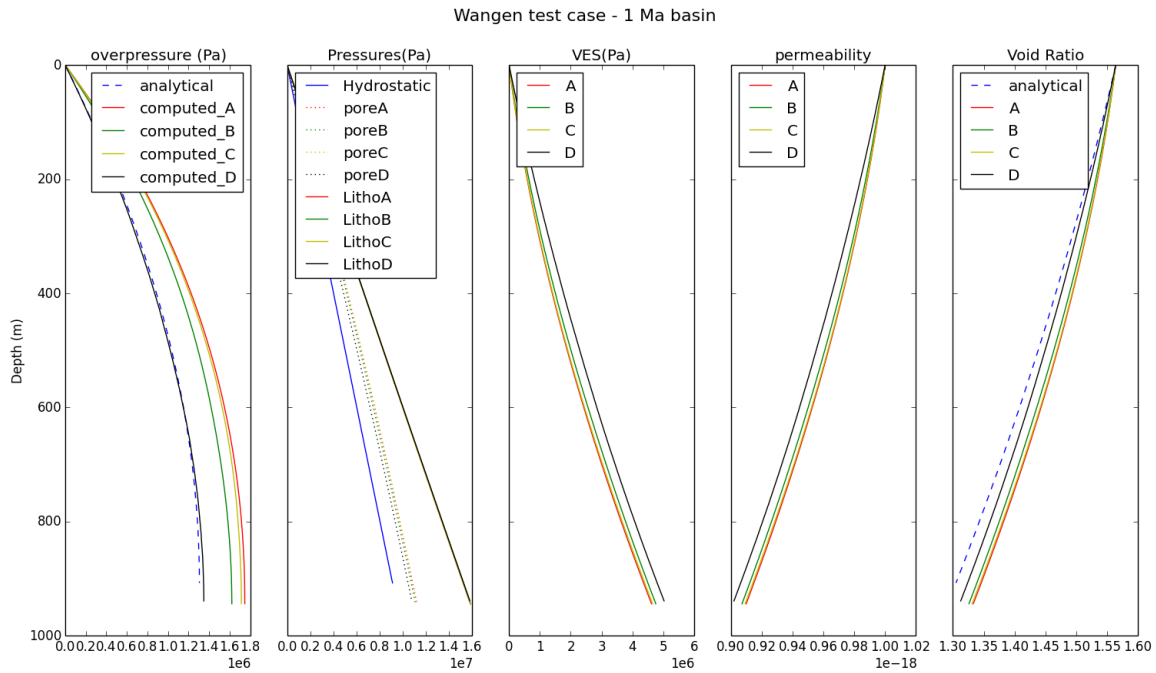 Wangen test case - 1 Ma basin
overpressure (Pa)
Pressures(Pa)
VES(Pa)
permeability
Void Ratio
analytical
computed_A
computed_B
computed_C
computed_D
Hydrostatic
poreA
poreB
poreC
poreD
LithoA
LithoB
LithoC
LithoD
A
B
C
D
A
B
C
D
analytical
A
B
C
D
Depth (m)
0
200
400
600
800
1000
0.0 0.2 0.4 0.6 0.8 1.0 1.2 1.4 1.6 1.8
1e6
0.0 0.2 0.4 0.6 0.8 1.0 1.2 1.4 1.6
1e7
0 1 2 3 4 5 6
1e6
0.90 0.92 0.94 0.96 0.98 1.00 1.02
1e−18
1.30 1.35 1.40 1.45 1.50 1.55 1.60